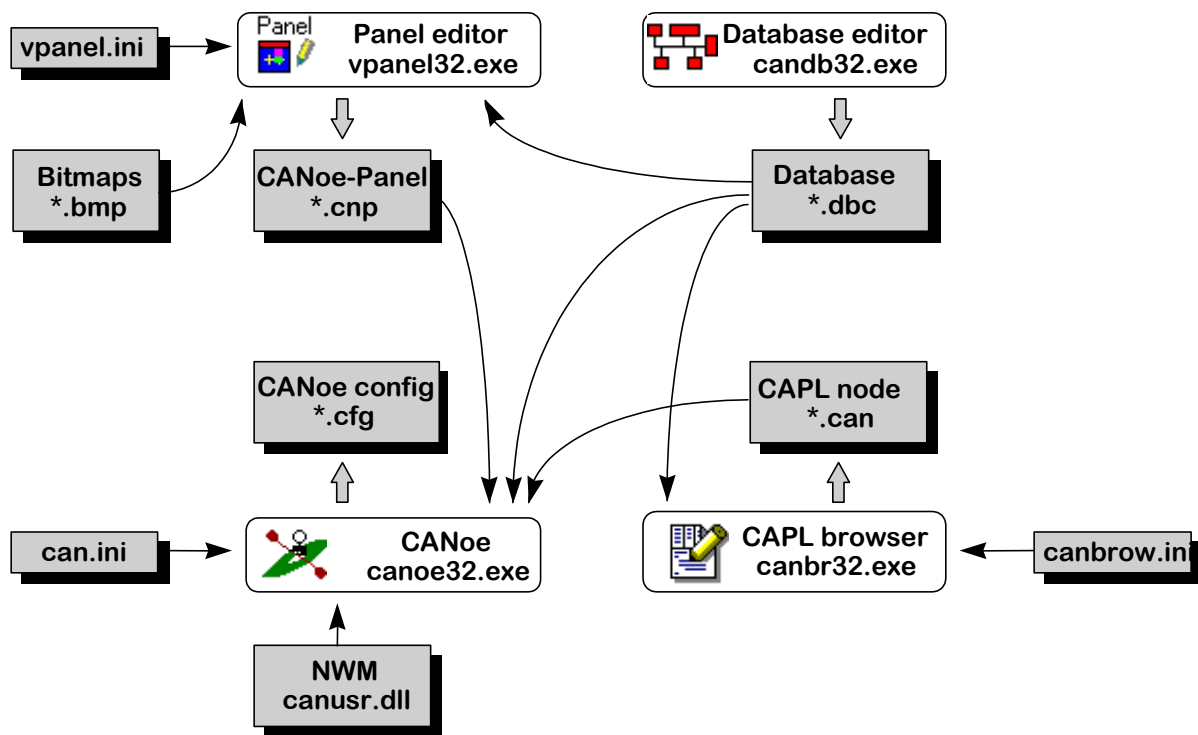 Panel
vpanel.ini
Panel editor
vpanel32.exe
Database editor
candb32.exe
Bitmaps
*.bmp
CANoe-Panel
*.cnp
Database
*.dbc
CANoe config
*.cfg
CAPL node
*.can
can.ini
CANoe
canoe32.exe
CAPL browser
canbr32.exe
canbrow.ini
NWM
canusr.dll